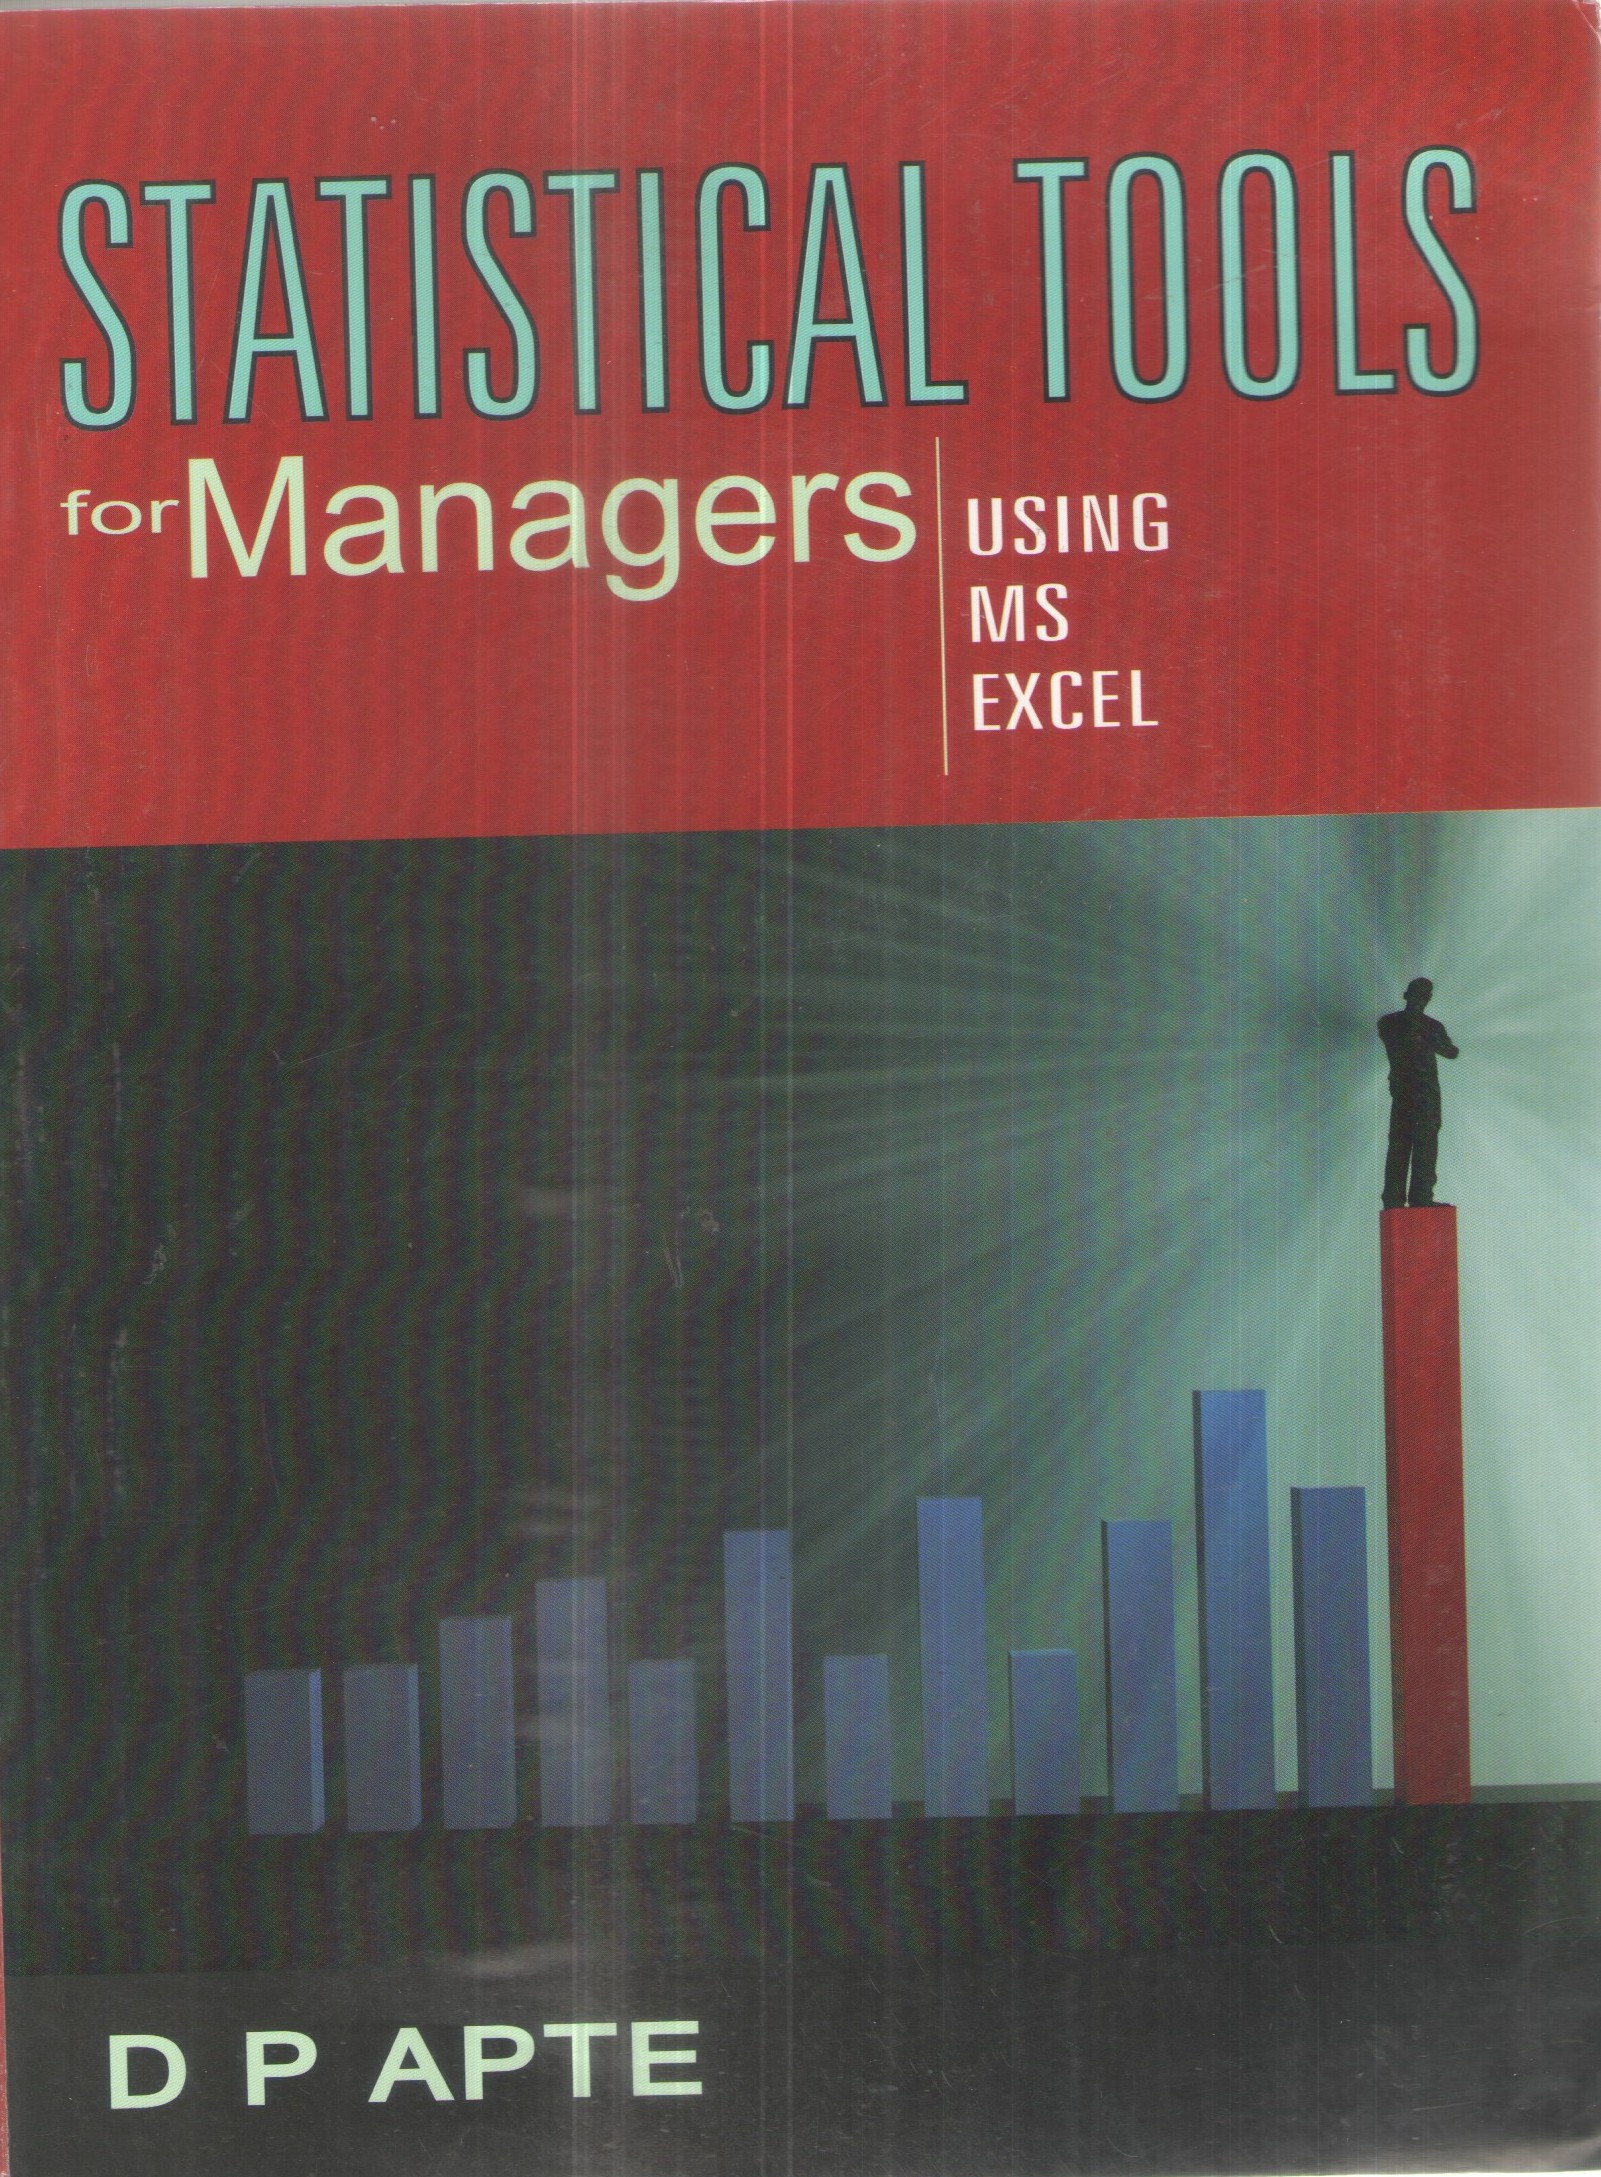 STATISTICAL TOOLS
for Managers
USING
MS
EXCEL
D P APTE